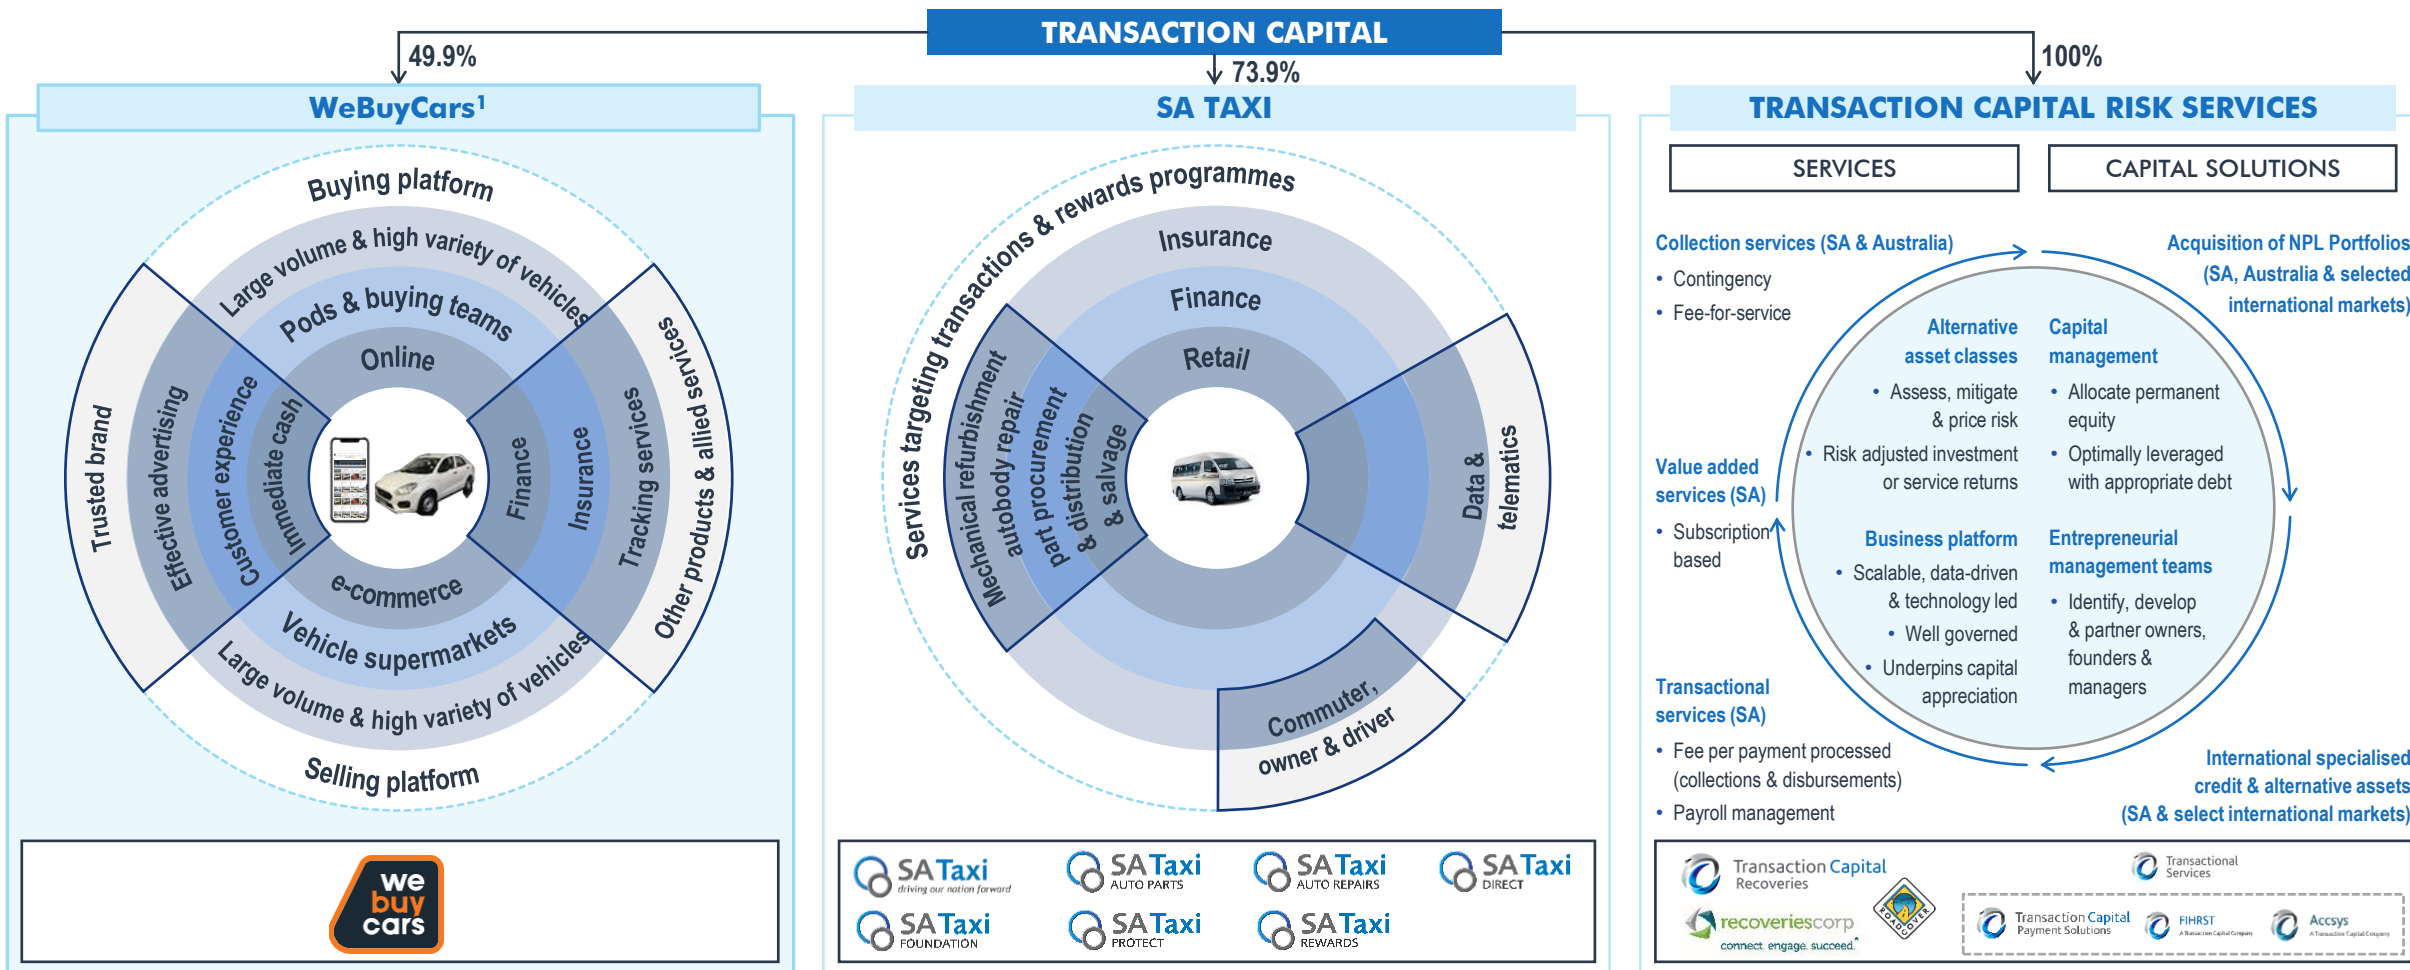 TRANSACTION CAPITAL
49.9%
73.9%
100%
WeBuyCars¹
Buying platform
Large volume & high variety of vehicles
Pods & buying teams
Online
Trusted brand
Effective advertising
Customer experience
Immediate cash
Finance
Insurance
Tracking services
Other products & allied services
e-commerce
Vehicle supermarkets
Large volume & high variety of vehicles
Selling platform
we
buy
cars
SA TAXI
Services targeting transactions & rewards programmes
Insurance
Finance
Retail
Mechanical refurbishment
autobody repair
part procurement
& distribution
& salvage
Data &
telematics
Commuter,
owner & driver
SA Taxi
driving our nation forward
SA Taxi
AUTO PARTS
SA Taxi
AUTO REPAIRS
SA Taxi
DIRECT
SA Taxi
FOUNDATION
SA Taxi
PROTECT
SA Taxi
REWARDS
TRANSACTION CAPITAL RISK SERVICES
SERVICES
CAPITAL SOLUTIONS
Collection services (SA & Australia)
• Contingency
• Fee-for-service
Value added
services (SA)
• Subscription
based
Transactional
services (SA)
• Fee per payment processed
(collections & disbursements)
• Payroll management
Alternative
asset classes
• Assess, mitigate
& price risk
• Risk adjusted investment
or service returns
Capital
management
• Allocate permanent
equity
• Optimally leveraged
with appropriate debt
Business platform
• Scalable, data-driven
& technology led
• Well governed
• Underpins capital
appreciation
Entrepreneurial
management teams
• Identify, develop
& partner owners,
founders &
managers
Acquisition of NPL Portfolios
(SA, Australia & selected
international markets)
International specialised
credit & alternative assets
(SA & select international markets)
Transaction Capital
Recoveries
recoveriescorp
connect. engage. succeed.
ROADCOVER
Transactional
Services
Transaction Capital
Payment Solutions
FIHRST
A Transaction Capital Company
Accsys
A Transaction Capital Company